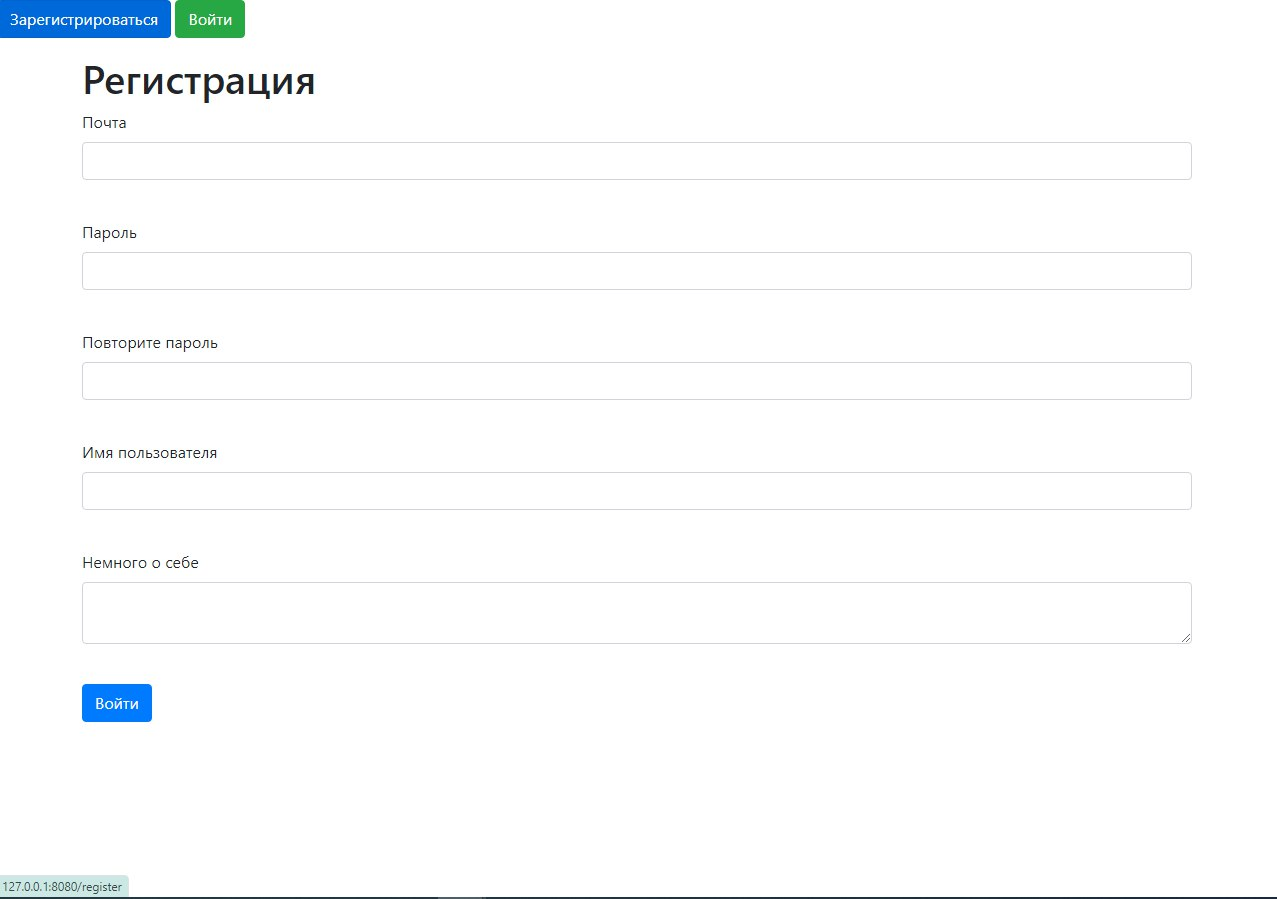 Зарегистрироваться Войти
Регистрация
Почта
Пароль
Повторите пароль
Имя пользователя
Немного о себе
Войти
127.0.0.1:8080/register